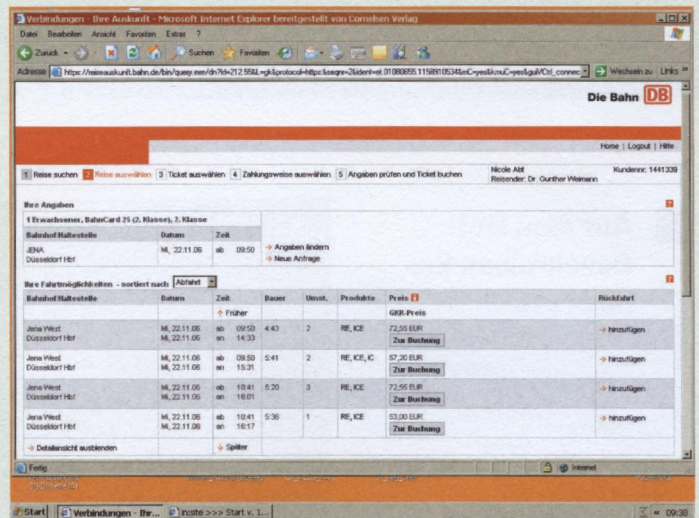 Verbindungen - Ihre Auskunft - Microsoft Internet Explorer bereitgestellt von Cornelsen Verlag
Datei Bearbeiten Ansicht Favoriten Extras ?
Zurück Suchen Favoriten
Adresse Wechseln zu Links
Die Bahn DB
Home | Logout | Hilfe
1 Reise suchen 2 Reise auswählen 3 Ticket auswählen 4 Zahlungsweise auswählen 5 Angaben prüfen und Ticket buchen Nicole Abt Kundennr. 1441339
Reisender: Dr. Gunther Weimann
Ihre Angaben
1 Erwachsener, BahnCard 25 (2. Klasse), 2. Klasse
Bahnhof/Haltestelle Datum Zeit
JENA Mi, 22.11.06 ab 09:50 Angaben ändern
Düsseldorf Hbf Neue Anfrage
Ihre Fahrtmöglichkeiten - sortiert nach Abfahrt
Bahnhof/Haltestelle Datum Zeit Dauer Umst. Produkte Preis Rückfahrt
Früher GKR-Preis
Jena West Mi, 22.11.06 ab 09:50 4:43 2 RE, ICE 72,55 EUR hinzufügen
Düsseldorf Hbf Mi, 22.11.06 an 14:33 Zur Buchung
Jena West Mi, 22.11.06 ab 09:50 5:41 2 RE, ICE, IC 57,20 EUR hinzufügen
Düsseldorf Hbf Mi, 22.11.06 an 15:31 Zur Buchung
Jena West Mi, 22.11.06 ab 10:41 5:20 3 RE, ICE 72,55 EUR hinzufügen
Düsseldorf Hbf Mi, 22.11.06 an 16:01 Zur Buchung
Jena West Mi, 22.11.06 ab 10:41 5:36 1 RE, ICE 53,00 EUR hinzufügen
Düsseldorf Hbf Mi, 22.11.06 an 16:17 Zur Buchung
Detailansicht ausblenden Später
Fertig Internet
Start Verbindungen - Ihr... in:site >>> Start v. 1... 09:38